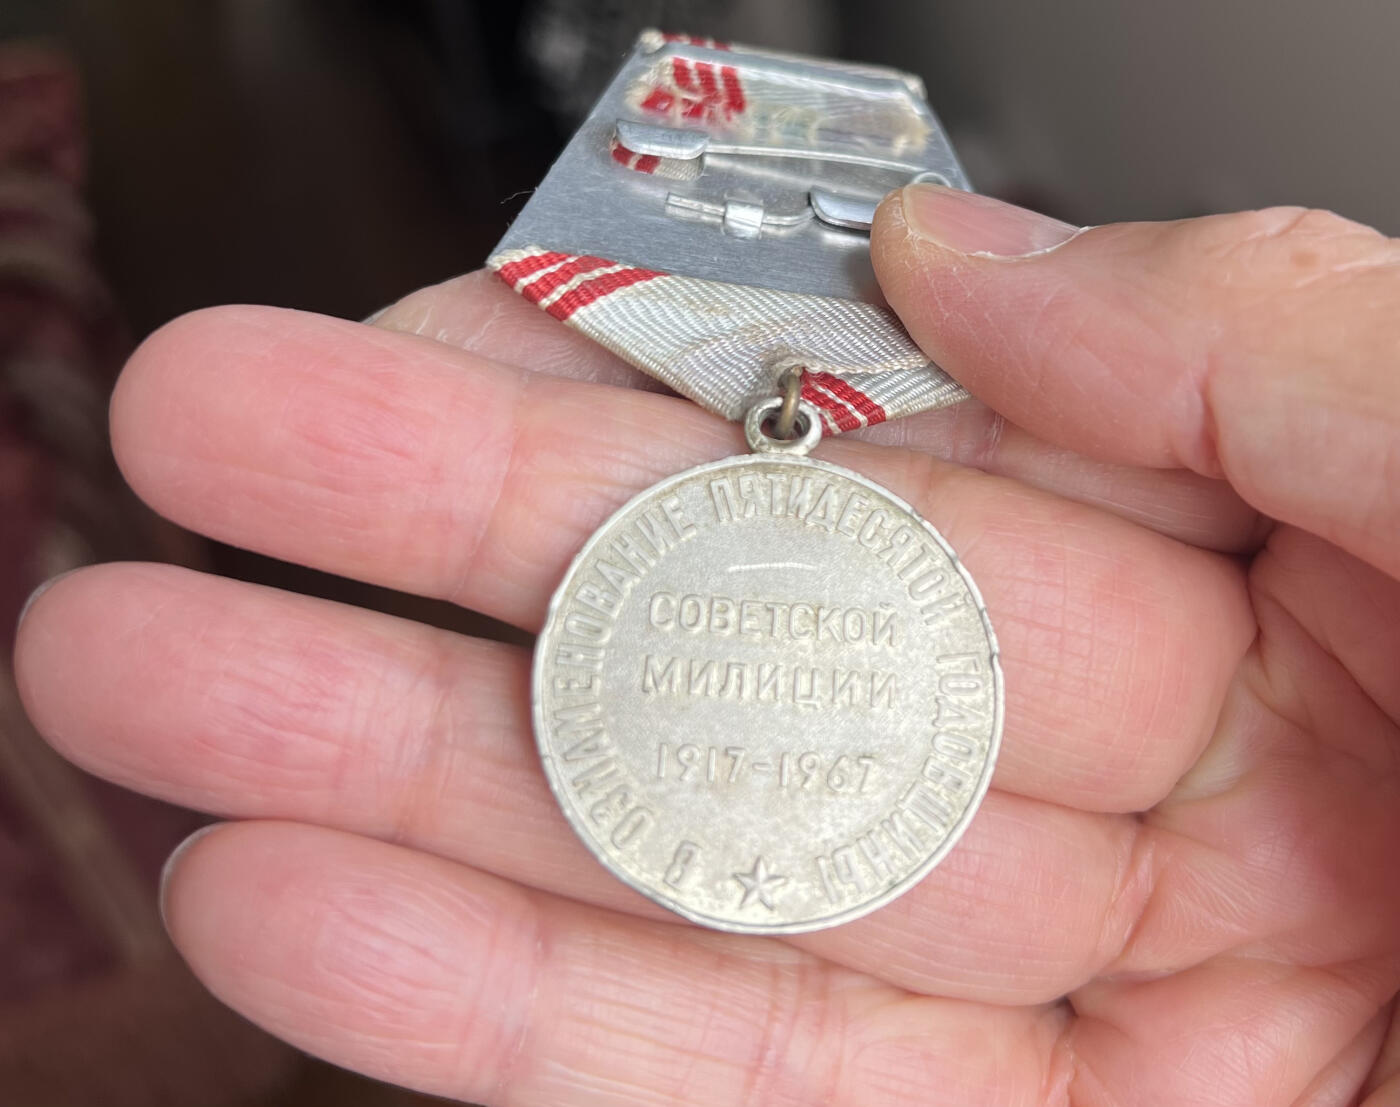 В ОЗНАМЕНОВАНИЕ ПЯТИДЕСЯТОЙ ГОДОВЩИНЫ
СОВЕТСКОЙ
МИЛИЦИИ
1917-1967